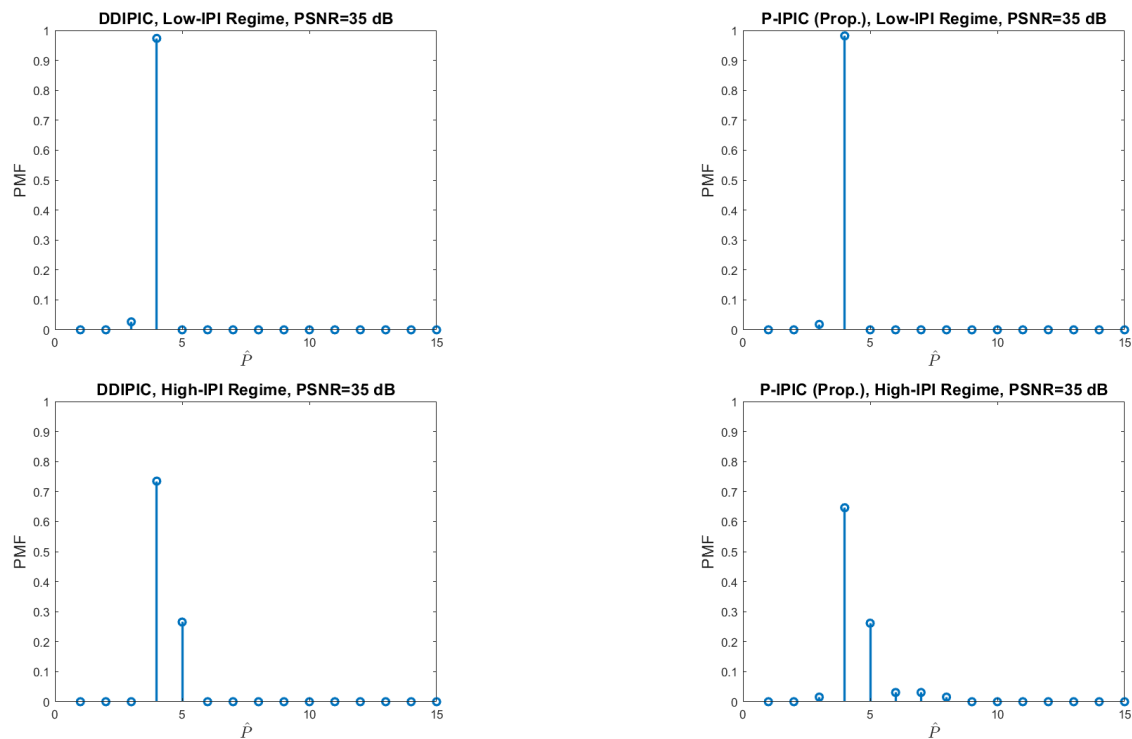 DDIPIC, Low-IPI Regime, PSNR=35 dB
1
0.9
0.8
0.7
0.6
0.5
0.4
0.3
0.2
0.1
0
PMF
0 5 10 15
P̂
P-IPIC (Prop.), Low-IPI Regime, PSNR=35 dB
1
0.9
0.8
0.7
0.6
0.5
0.4
0.3
0.2
0.1
0
PMF
0 5 10 15
P̂
DDIPIC, High-IPI Regime, PSNR=35 dB
1
0.9
0.8
0.7
0.6
0.5
0.4
0.3
0.2
0.1
0
PMF
0 5 10 15
P̂
P-IPIC (Prop.), High-IPI Regime, PSNR=35 dB
1
0.9
0.8
0.7
0.6
0.5
0.4
0.3
0.2
0.1
0
PMF
0 5 10 15
P̂